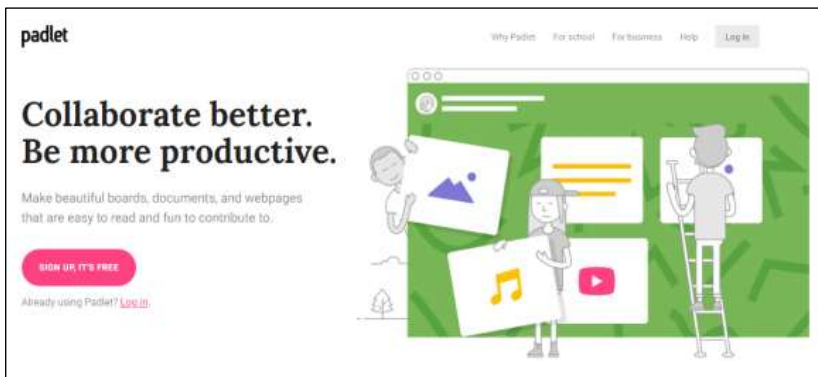 padlet
Why Padlet For school For business Help Log In
Collaborate better.
Be more productive.
Make beautiful boards, documents, and webpages
that are easy to read and fun to contribute to.
SIGN UP, IT'S FREE
Already using Padlet? Log in.